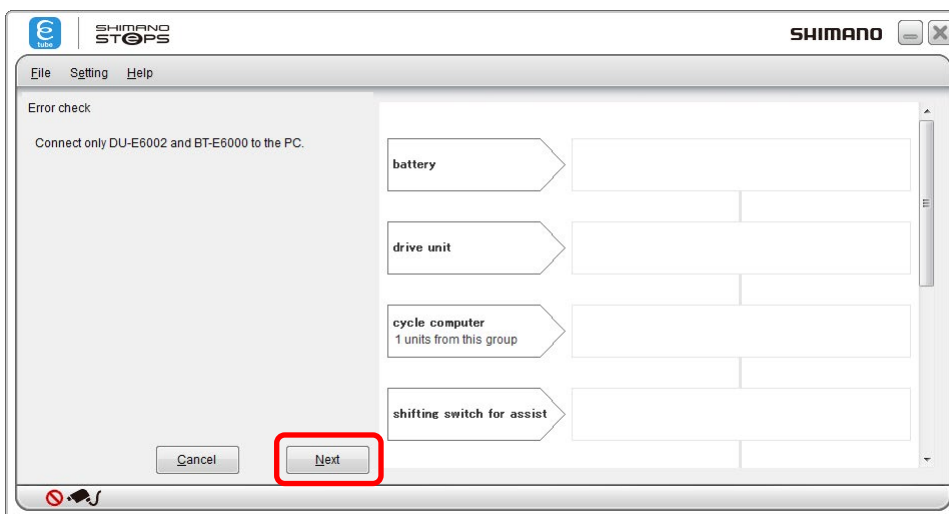 E
tube
SHIMANO
STEPS
SHIMANO
File Setting Help
Error check
Connect only DU-E6002 and BT-E6000 to the PC.
battery
drive unit
cycle computer
1 units from this group
shifting switch for assist
Cancel Next